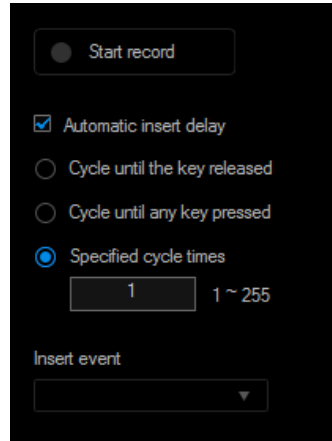 Start record
Automatic insert delay
Cycle until the key released
Cycle until any key pressed
Specified cycle times
1 1 ~ 255
Insert event